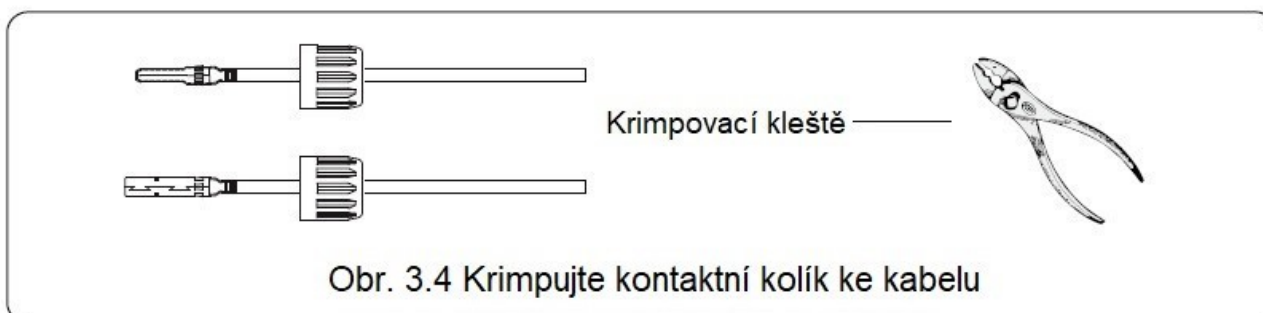 Krimpovací kleště
Obr. 3.4 Krimpujte kontaktní kolík ke kabelu